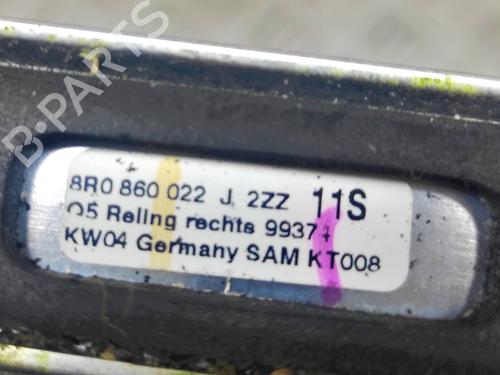 B-PARTS
8R0 860 022 J 2ZZ 11S
Q5 Reling rechts 9937
KW04 Germany SAM KT008